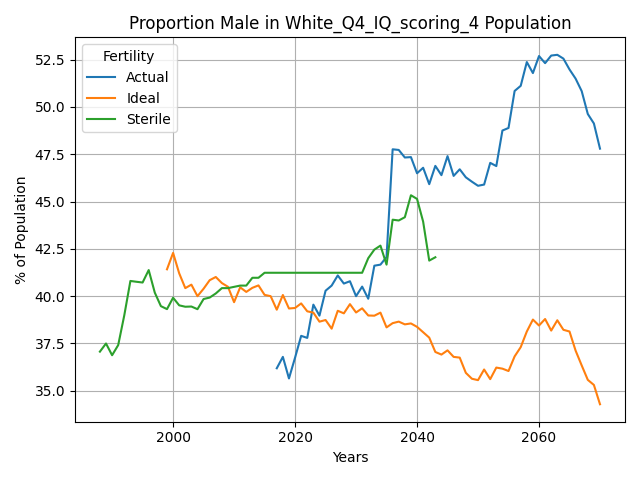 Proportion Male in White_Q4_IQ_scoring_4 Population
Fertility
Actual
Ideal
Sterile
52.5
50.0
47.5
45.0
42.5
40.0
37.5
35.0
% of Population
2000
2020
2040
2060
Years